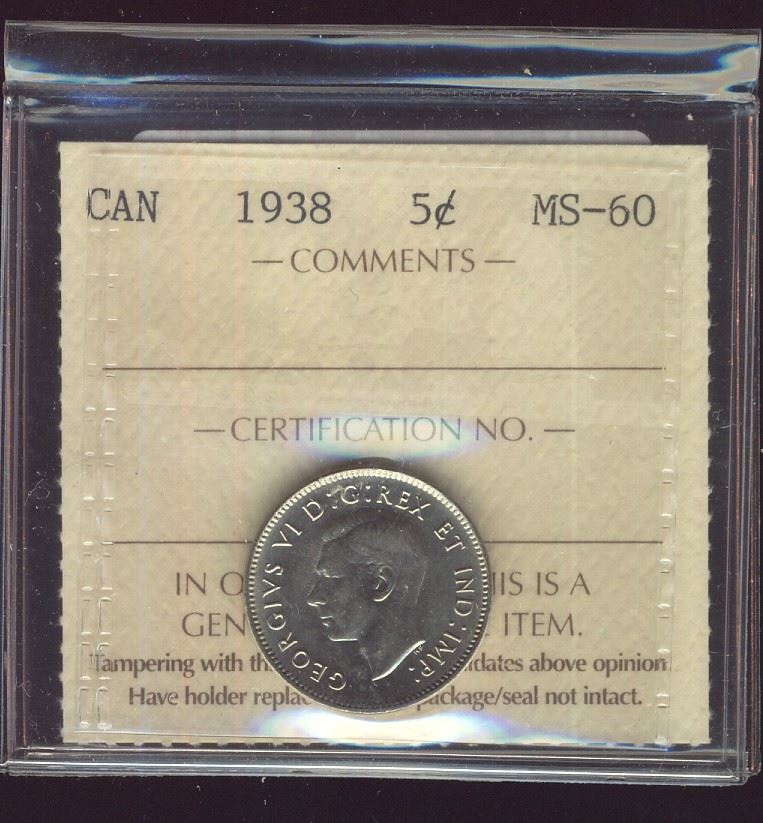 CAN 1938 5¢ MS-60
— COMMENTS —
— CERTIFICATION NO. —
IN O IS IS A
GEN ITEM.
Tampering with th idates above opinion
Have holder replac package/seal not intact.
GEORGIVS VI D:G:REX ET IND:IMP: